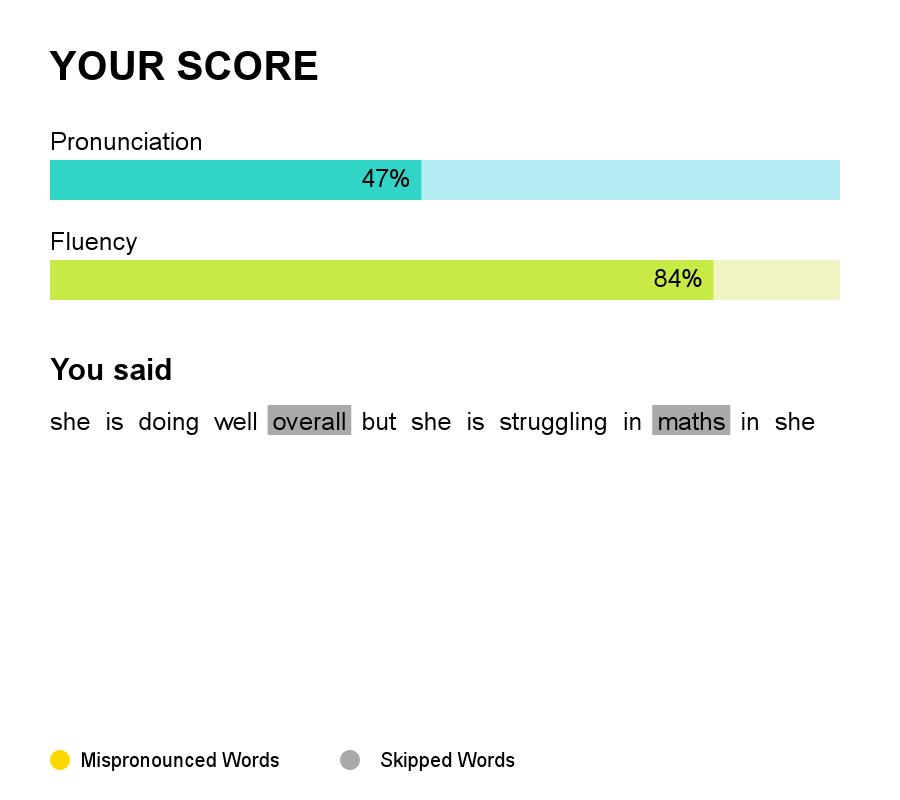 YOUR SCORE
Pronunciation
47%
Fluency
84%
You said
she is doing well overall but she is struggling in maths in she
Mispronounced Words Skipped Words